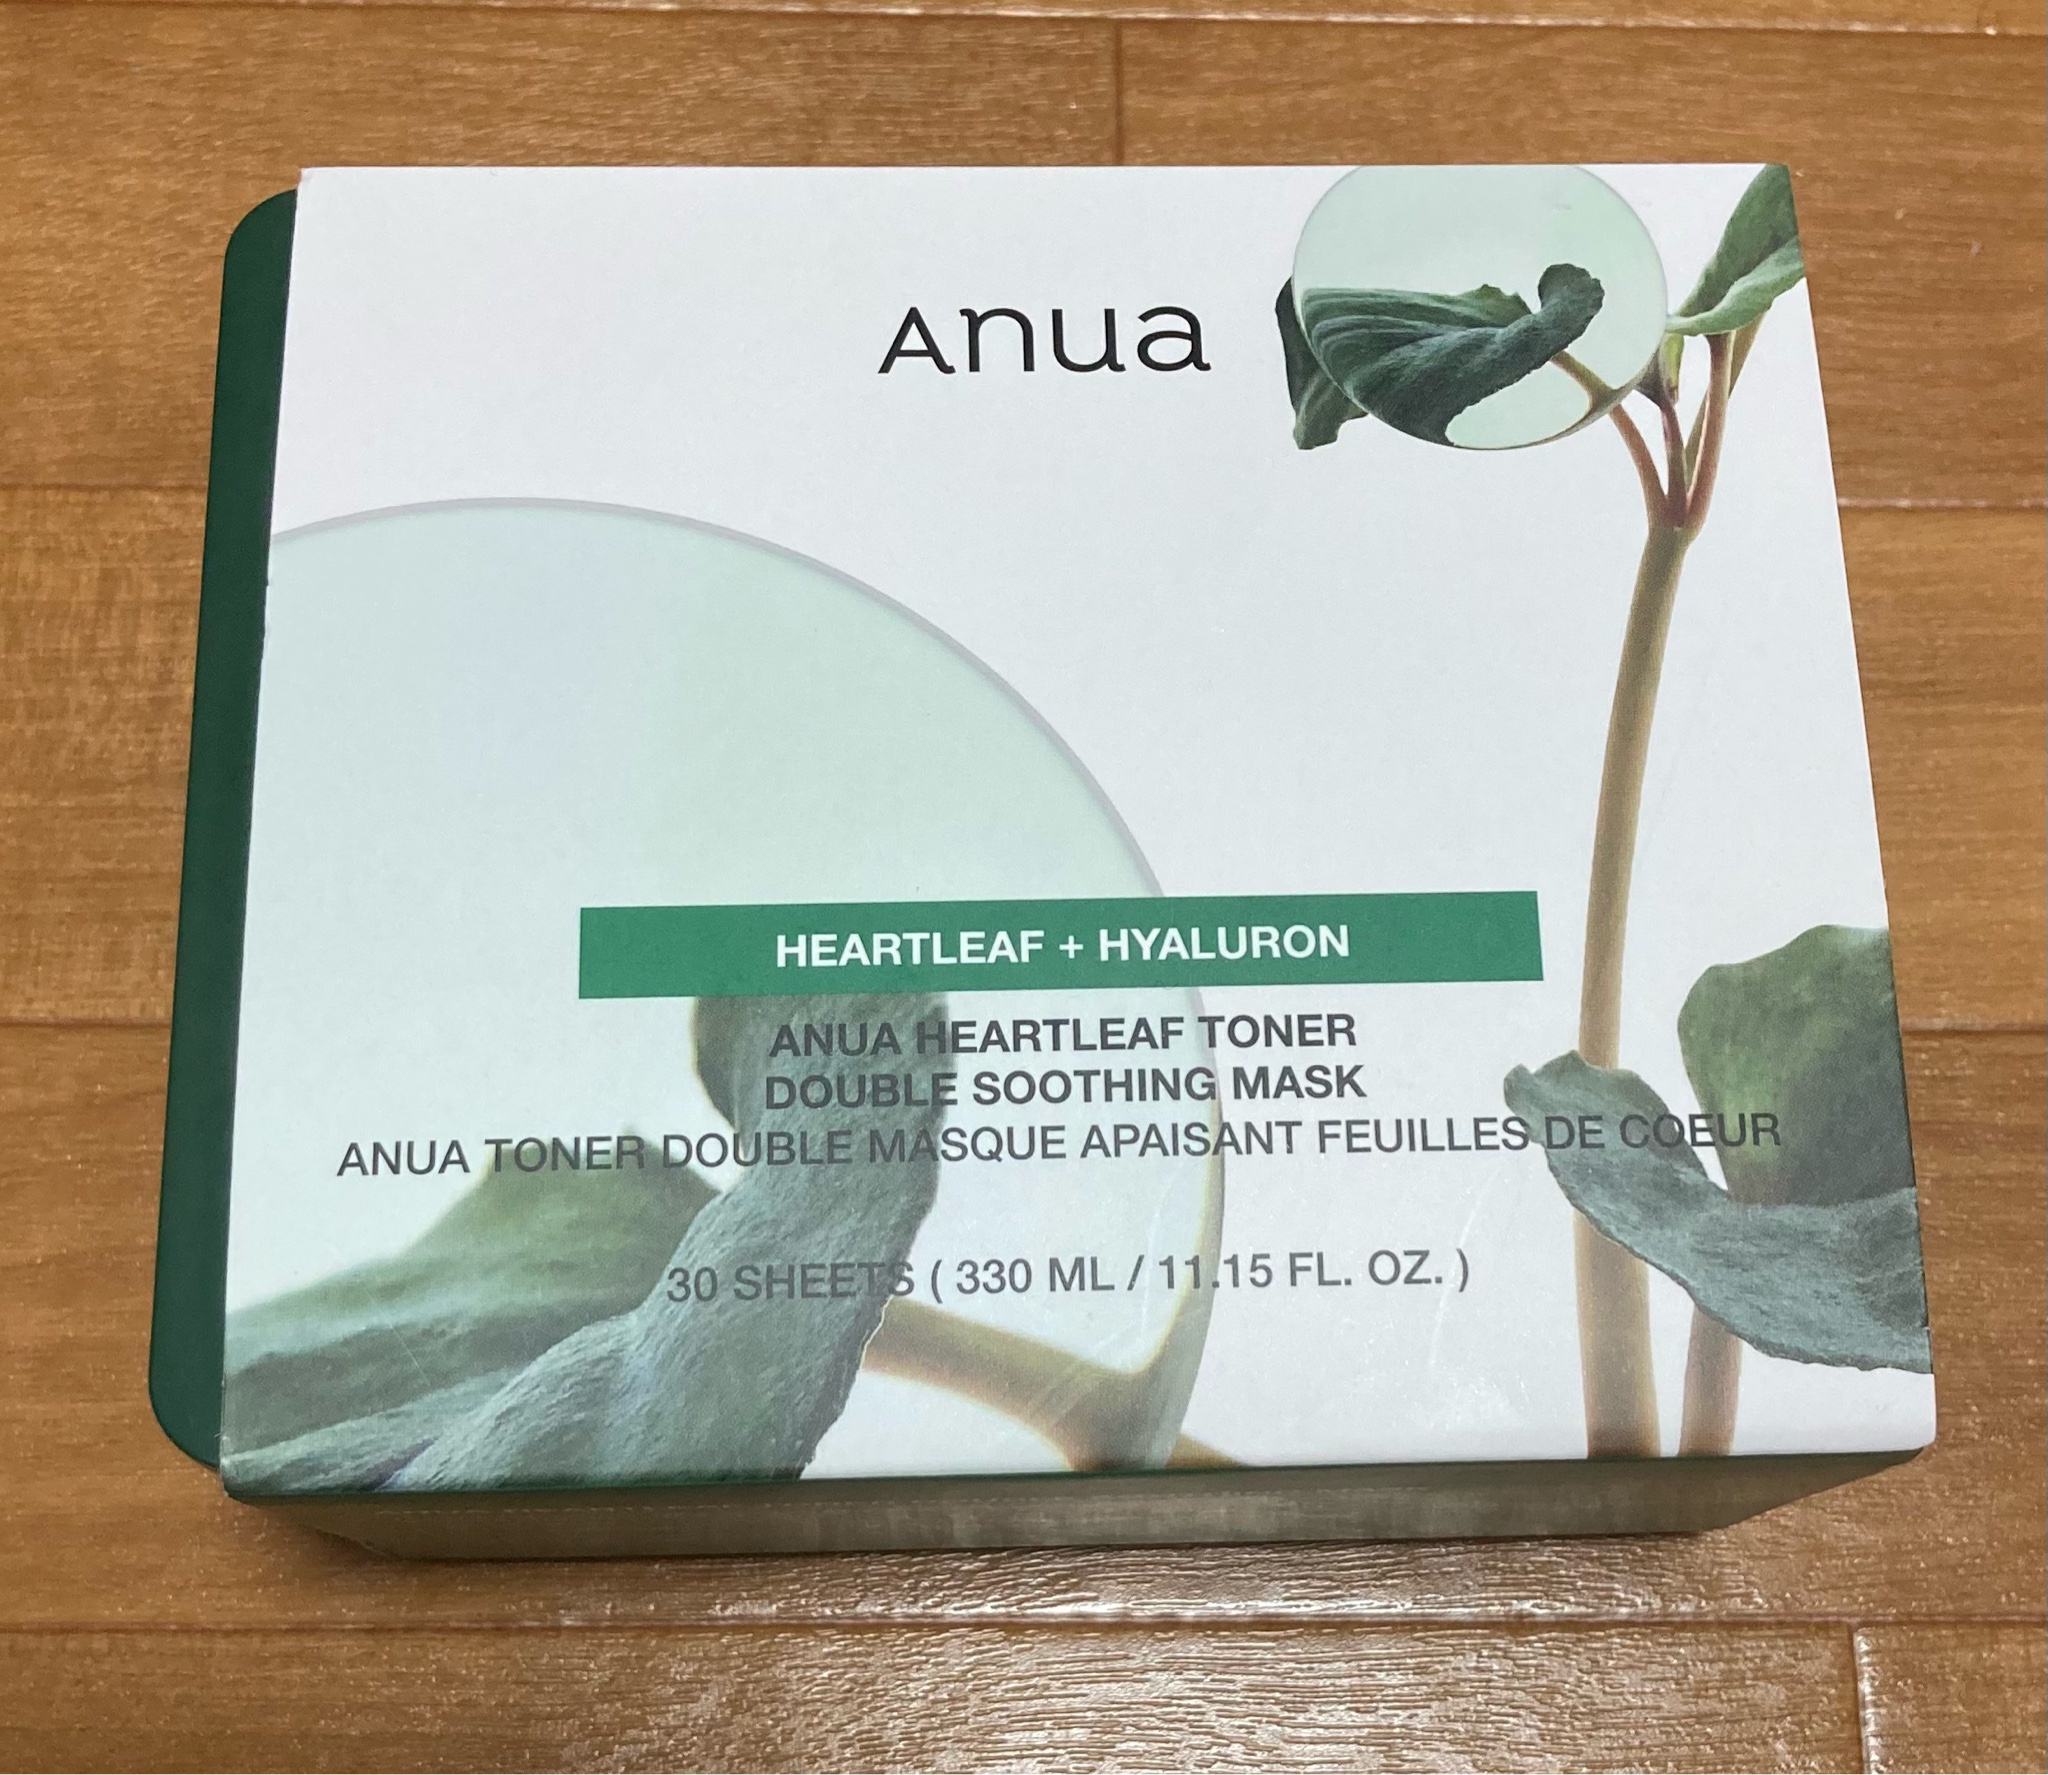 Anua
HEARTLEAF + HYALURON
ANUA HEARTLEAF TONER
DOUBLE SOOTHING MASK
ANUA TONER DOUBLE MASQUE APAISANT FEUILLES DE COEUR
30 SHEETS ( 330 ML / 11.15 FL. OZ. )